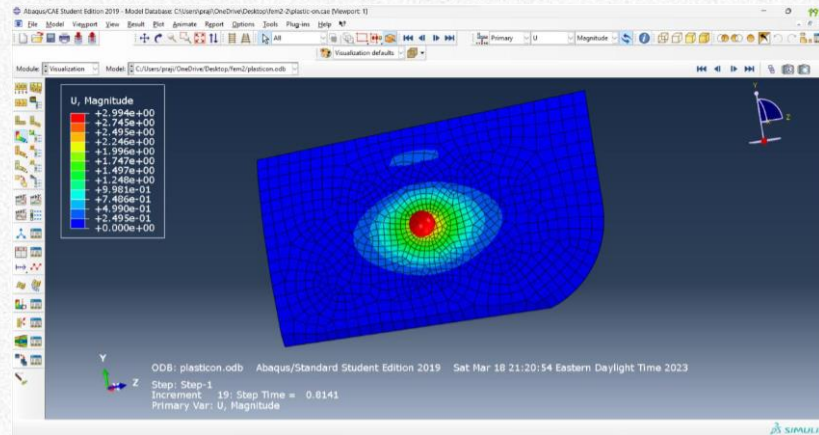 Abaqus/CAE Student Edition 2019 - Model Database: C:\Users\praji\OneDrive\Desktop\fem2-2\plastic-on.cae [Viewport: 1]
File Model Viewport View Result Plot Animate Report Options Tools Plug-ins Help
All
Primary U Magnitude
Visualization defaults
Module: Visualization Model: C:/Users/praji/OneDrive/Desktop/fem2/plasticon.odb
U, Magnitude
+2.994e+00
+2.745e+00
+2.495e+00
+2.246e+00
+1.996e+00
+1.747e+00
+1.497e+00
+1.248e+00
+9.981e-01
+7.486e-01
+4.990e-01
+2.495e-01
+0.000e+00
Y
Z
Y
Z
ODB: plasticon.odb Abaqus/Standard Student Edition 2019 Sat Mar 18 21:20:54 Eastern Daylight Time 2023
Step: Step-1
Increment 19: Step Time = 0.8141
Primary Var: U, Magnitude
19